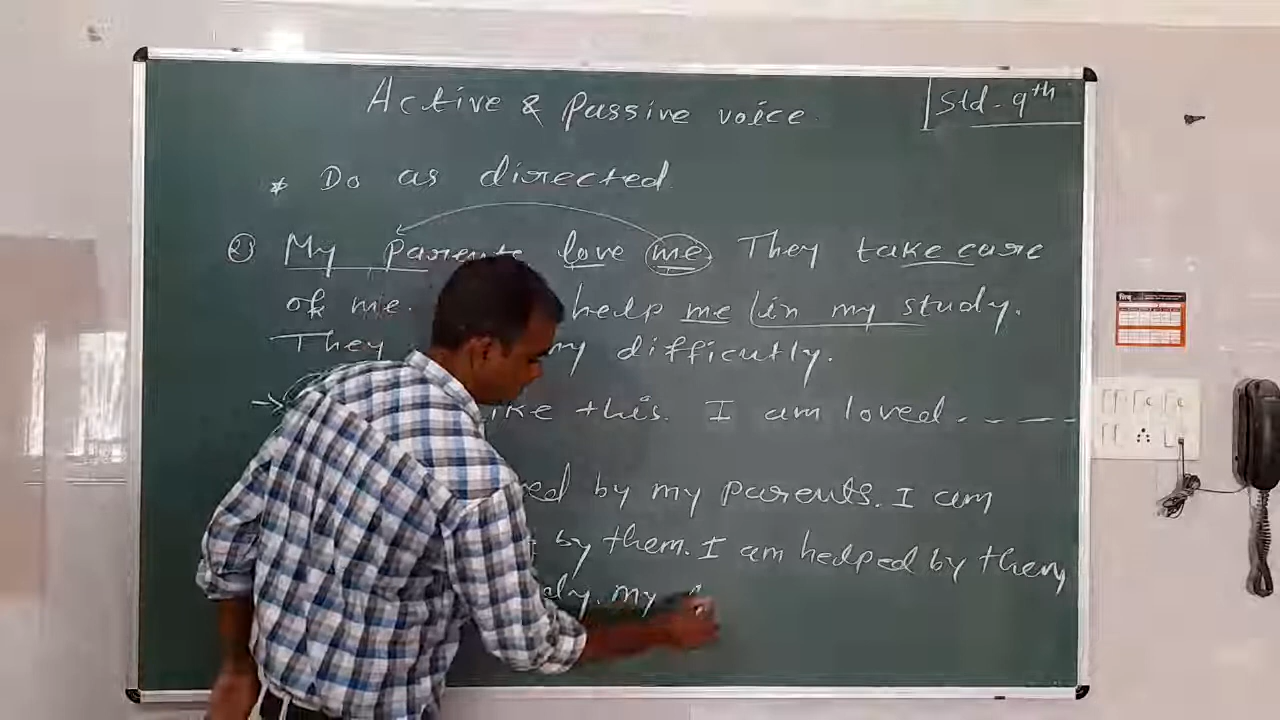 Active & Passive voice
Std - 9th
* Do as directed.
(2) My Parents love me. They take care
of me. help me (in my study.
They my difficutly.
→ like this. I am loved. - - - -
by my parents. I am
by them. I am helped by them
my